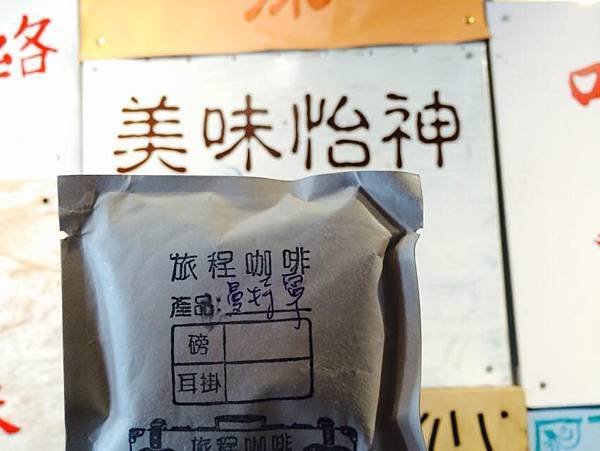 絡
美味怡神
旅程咖啡
產品:曼特寧
磅
耳掛
旅程咖啡